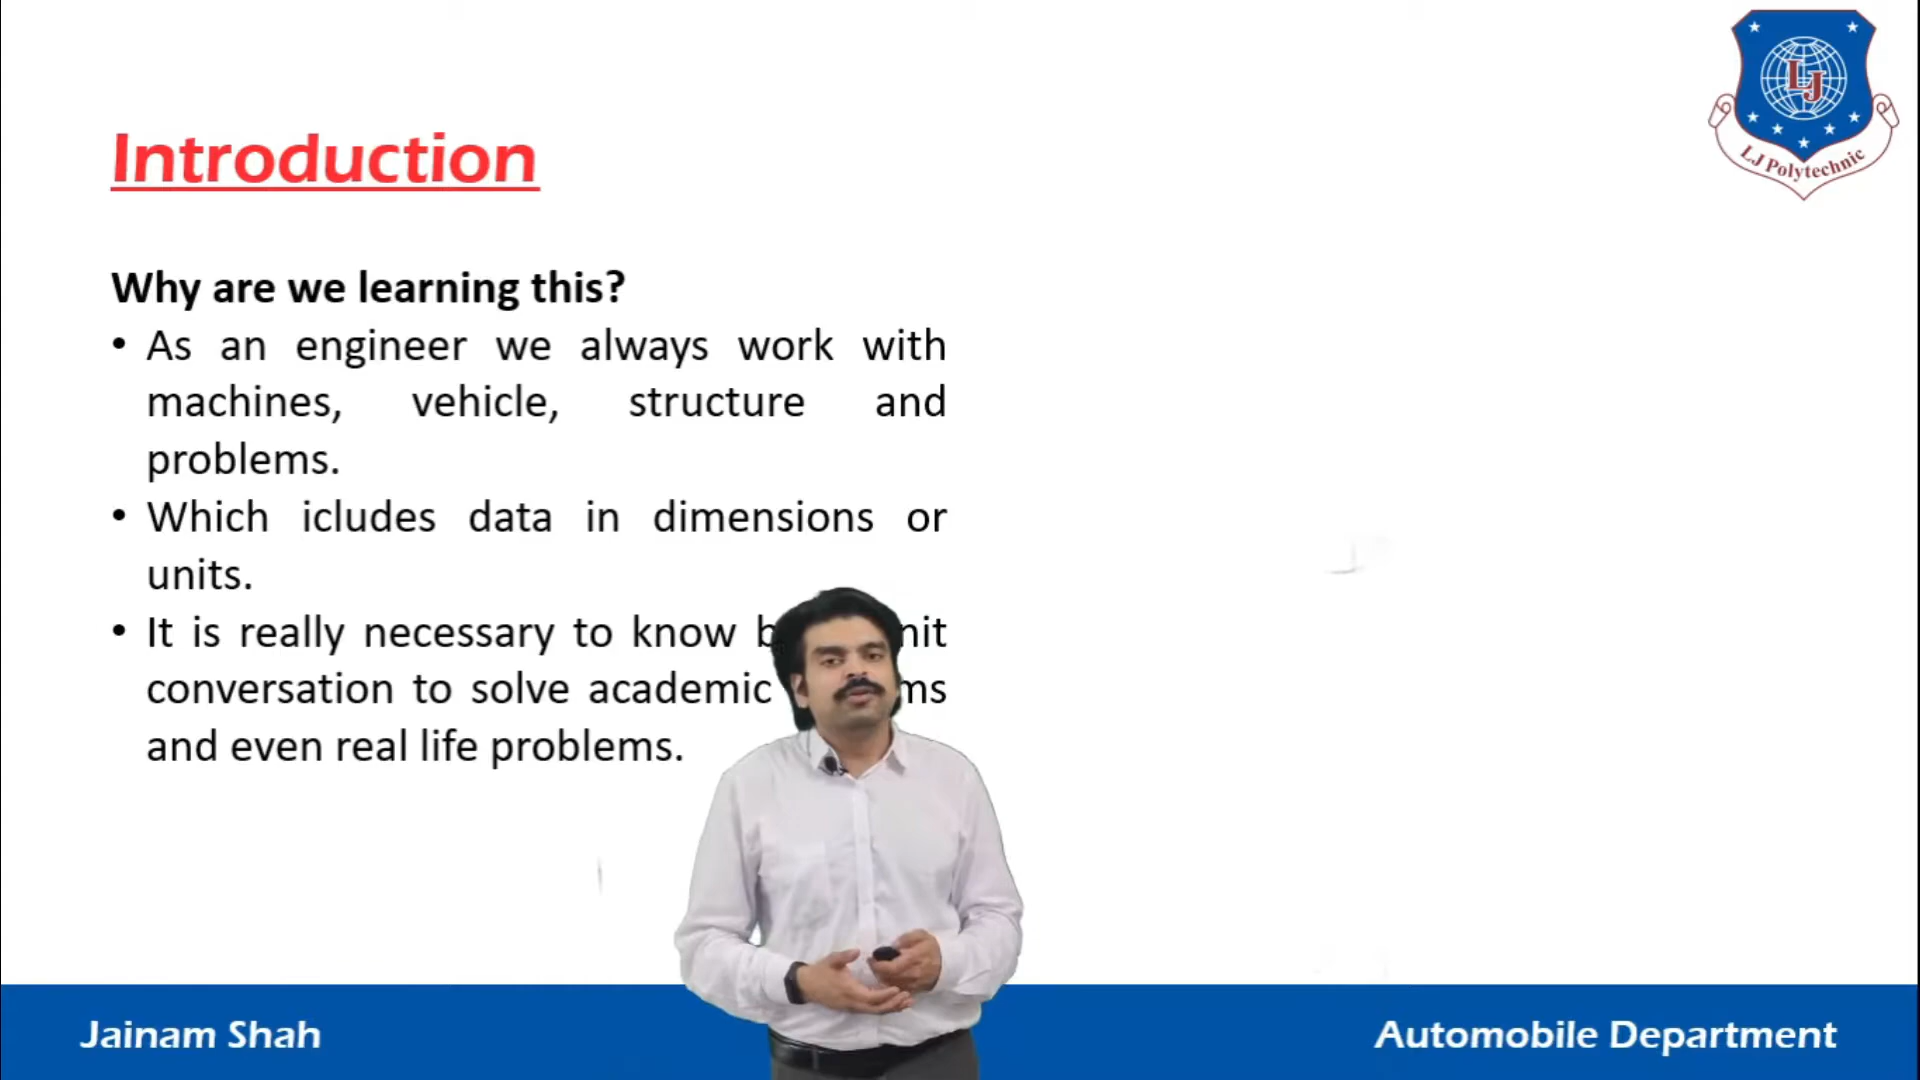 LJ
LJ Polytechnic
Introduction
Why are we learning this?
• As an engineer we always work with
machines, vehicle, structure and
problems.
• Which icludes data in dimensions or
units.
• It is really necessary to know
conversation to solve academic
and even real life problems.
Jainam Shah
Automobile Department